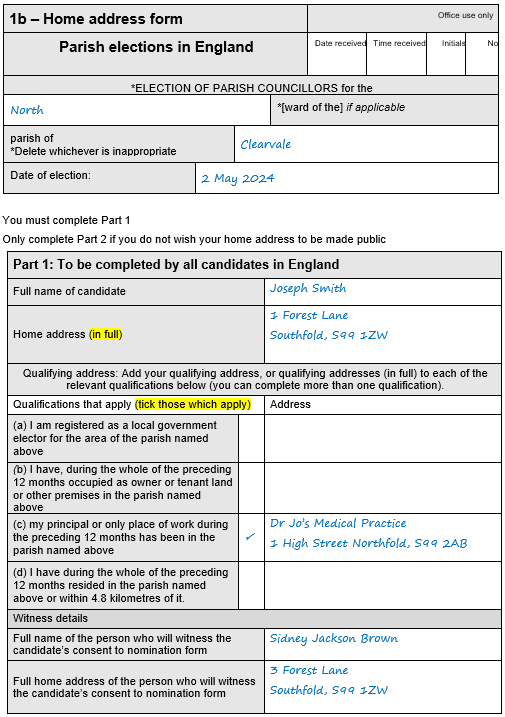 1b – Home address form
Office use only
Parish elections in England
Date received Time received Initials No
*ELECTION OF PARISH COUNCILLORS for the
North
*[ward of the] if applicable
parish of
*Delete whichever is inappropriate
Clearvale
Date of election:
2 May 2024
You must complete Part 1
Only complete Part 2 if you do not wish your home address to be made public
Part 1: To be completed by all candidates in England
Full name of candidate
Joseph Smith
Home address (in full)
1 Forest Lane
Southfold, S99 1ZW
Qualifying address: Add your qualifying address, or qualifying addresses (in full) to each of the
relevant qualifications below (you can complete more than one qualification).
Qualifications that apply (tick those which apply)
Address
(a) I am registered as a local government
elector for the area of the parish named
above
(b) I have, during the whole of the preceding
12 months occupied as owner or tenant land
or other premises in the parish named
above
(c) my principal or only place of work during
the preceding 12 months has been in the
parish named above
✓
Dr Jo's Medical Practice
1 High Street Northfold, S99 2AB
(d) I have during the whole of the preceding
12 months resided in the parish named
above or within 4.8 kilometres of it.
Witness details
Full name of the person who will witness the
candidate's consent to nomination form
Sidney Jackson Brown
Full home address of the person who will witness
the candidate's consent to nomination form
3 Forest Lane
Southfold, S99 1ZW